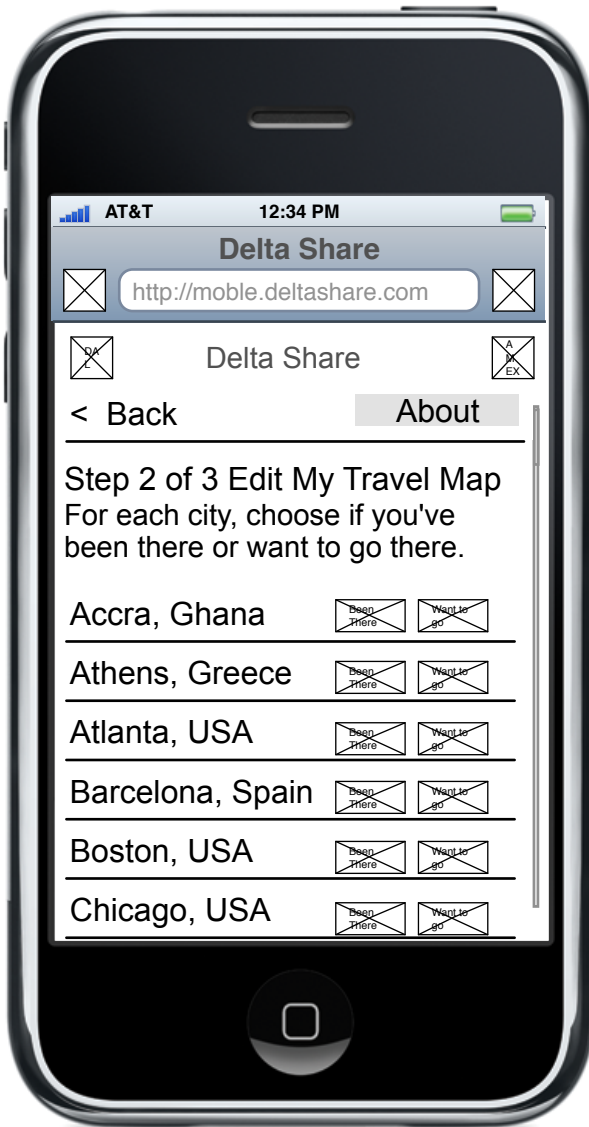 AT&T 12:34 PM
Delta Share
http://moble.deltashare.com
DA
L
Delta Share
A
M
EX
< Back About
Step 2 of 3 Edit My Travel Map
For each city, choose if you've
been there or want to go there.
Accra, Ghana Been There Want to go
Athens, Greece Been There Want to go
Atlanta, USA Been There Want to go
Barcelona, Spain Been There Want to go
Boston, USA Been There Want to go
Chicago, USA Been There Want to go